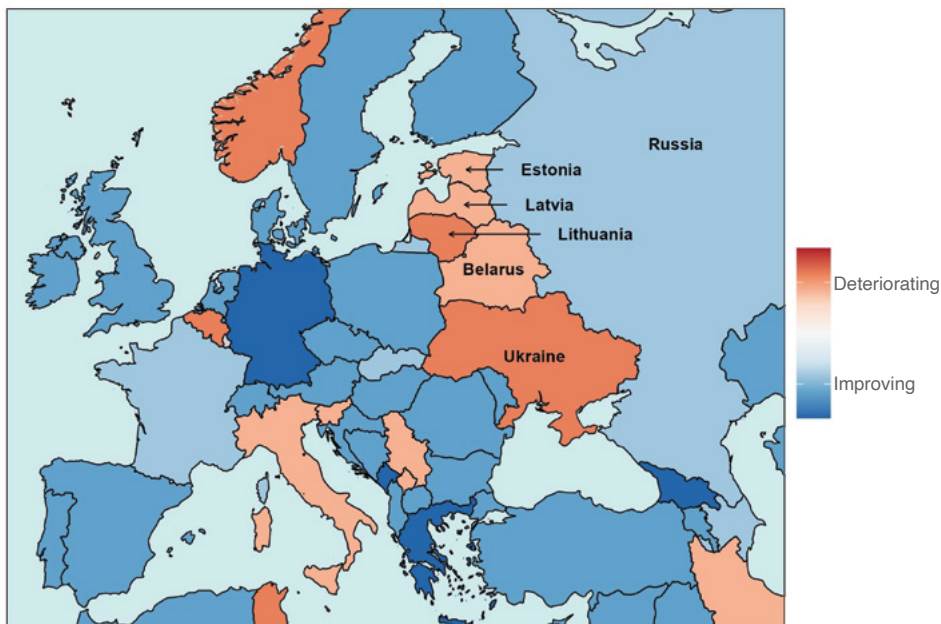 Russia
Estonia
Latvia
Lithuania
Belarus
Deteriorating
Ukraine
Improving